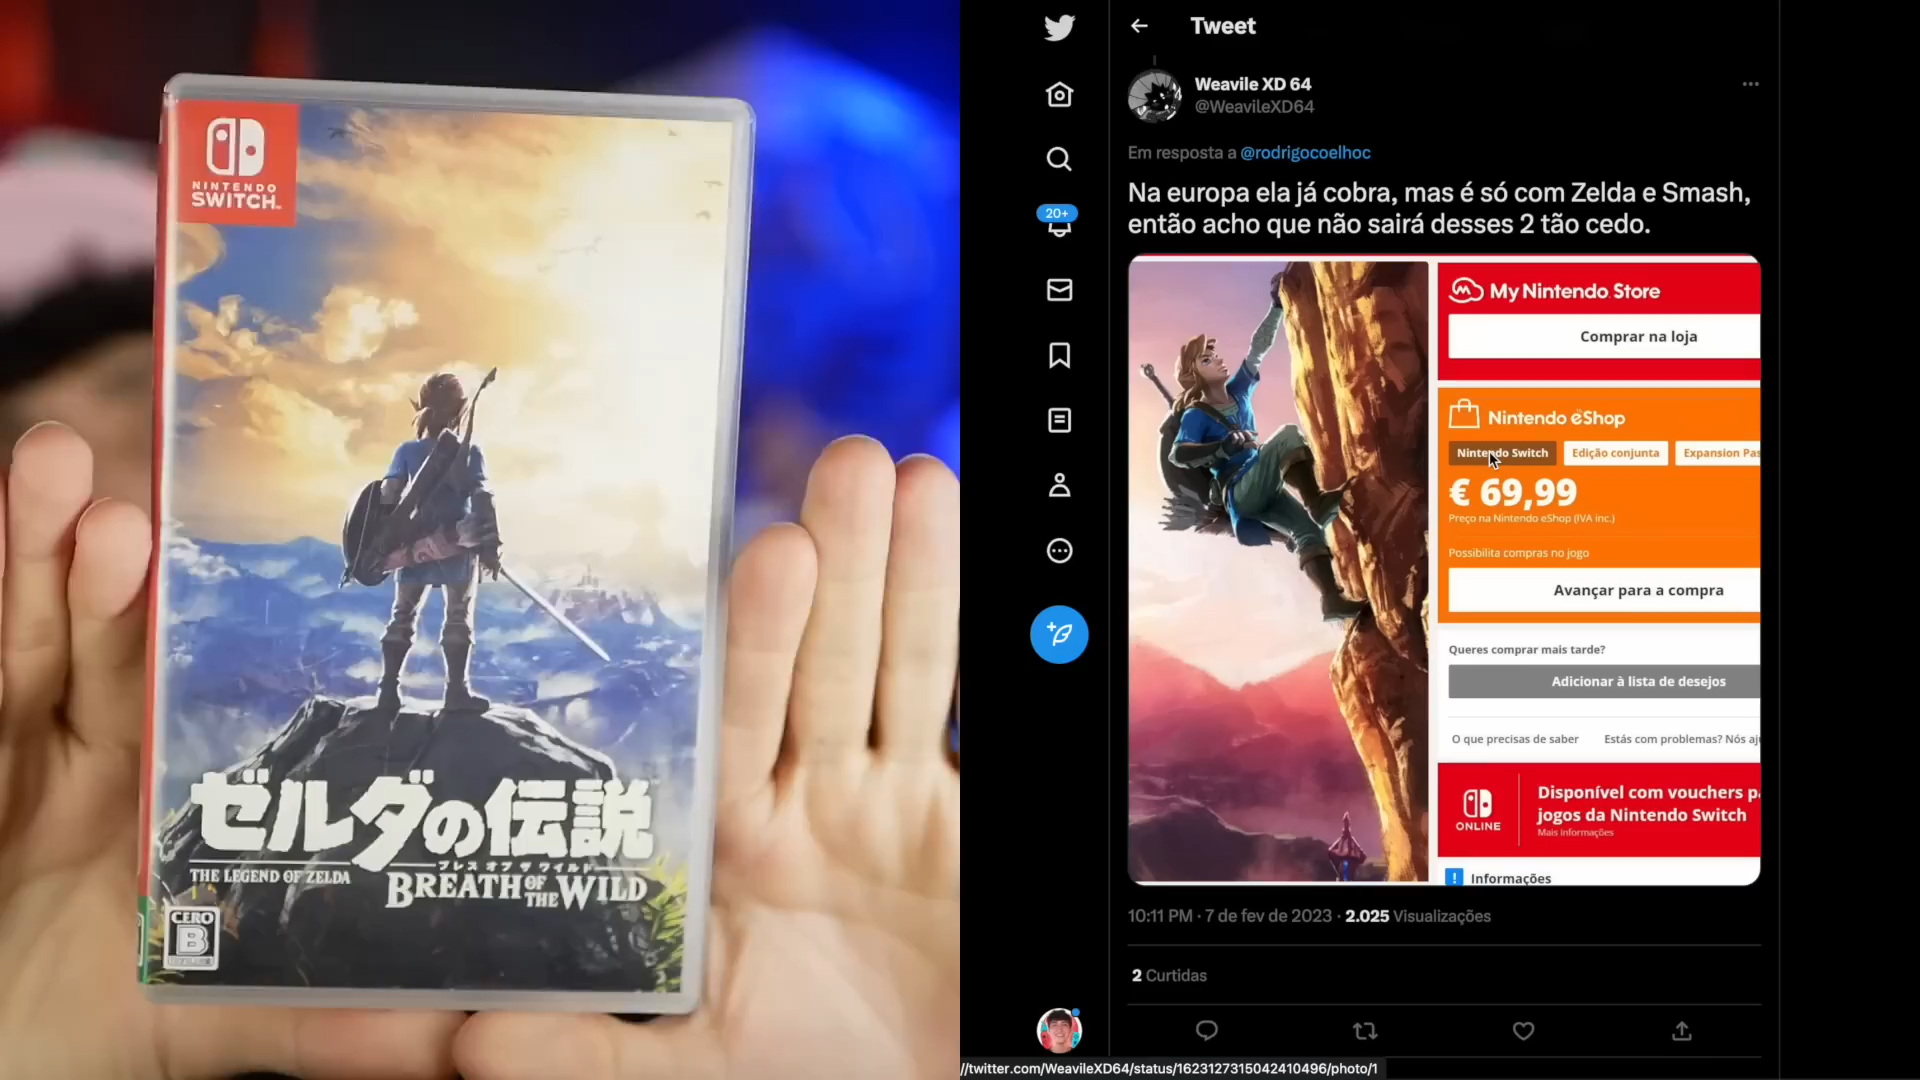 NINTENDO
SWITCH
ゼルダの伝説
ブレス オブ ザ ワイルド
THE LEGEND OF ZELDA
BREATH OF THE WILD
CERO
B
Tweet
Weavile XD 64
@WeavileXD64
Em resposta a @rodrigocoelhoc
20+
Na europa ela já cobra, mas é só com Zelda e Smash,
então acho que não sairá desses 2 tão cedo.
My Nintendo Store
Comprar na loja
Nintendo eShop
Nintendo Switch
Edição conjunta
Expansion Pas
€ 69,99
Preço na Nintendo eShop (IVA inc.)
Possibilita compras no jogo
Avançar para a compra
Queres comprar mais tarde?
Adicionar à lista de desejos
O que precisas de saber
Estás com problemas? Nós aj
ONLINE
Disponível com vouchers p
jogos da Nintendo Switch
Mais informações
! Informações
10:11 PM · 7 de fev de 2023 · 2.025 Visualizações
2 Curtidas
//twitter.com/WeavileXD64/status/1623127315042410496/photo/1